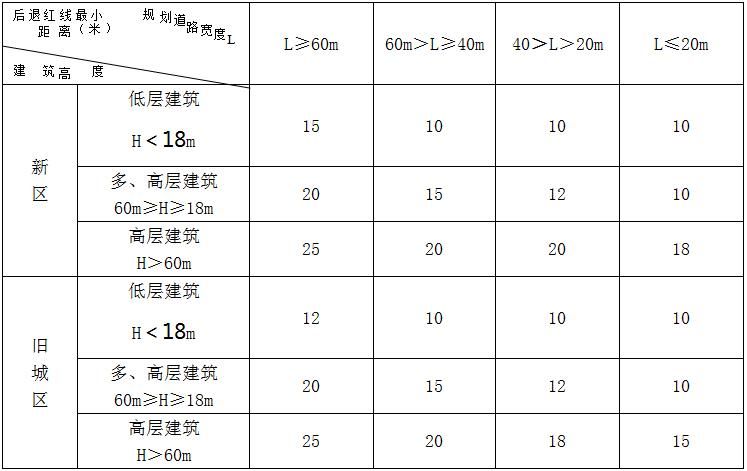 后退红线最小距离(米) 规划道路宽度L
建筑高度
L≥60m 60m>L≥40m 40>L>20m L≤20m
新区
低层建筑
H<18m 15 10 10 10
多、高层建筑
60m≥H≥18m 20 15 12 10
高层建筑
H>60m 25 20 20 18
旧城区
低层建筑
H<18m 12 10 10 10
多、高层建筑
60m≥H≥18m 20 15 12 10
高层建筑
H>60m 25 20 18 15